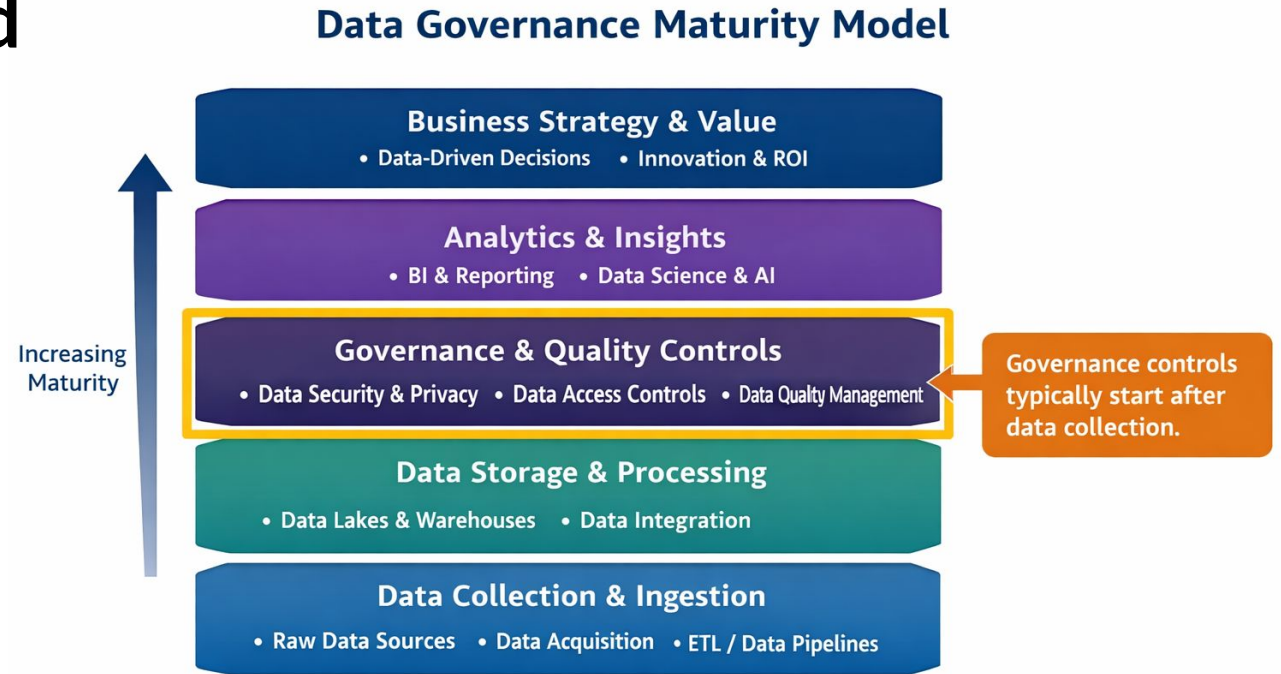 Data Governance Maturity Model
Business Strategy & Value
• Data-Driven Decisions • Innovation & ROI
Analytics & Insights
• BI & Reporting • Data Science & AI
Increasing
Maturity
Governance & Quality Controls
• Data Security & Privacy • Data Access Controls • Data Quality Management
Governance controls
typically start after
data collection.
Data Storage & Processing
• Data Lakes & Warehouses • Data Integration
Data Collection & Ingestion
• Raw Data Sources • Data Acquisition • ETL / Data Pipelines